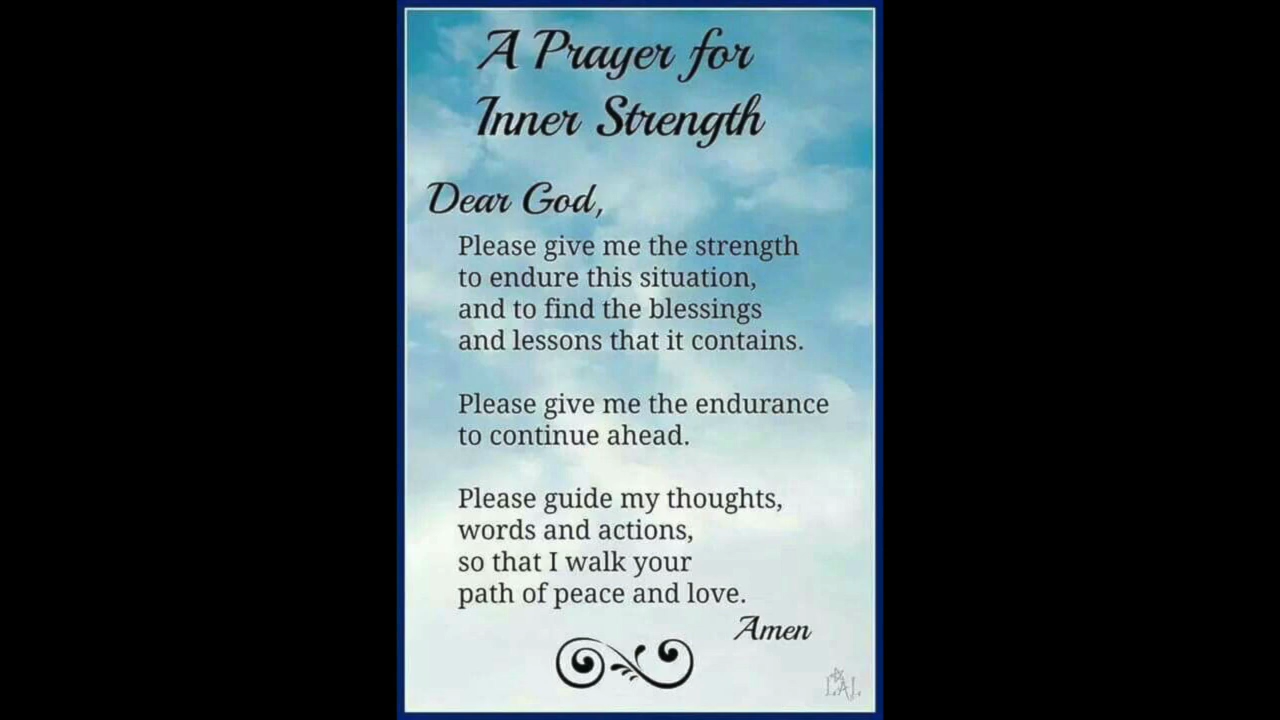 A Prayer for
Inner Strength
Dear God,
Please give me the strength
to endure this situation,
and to find the blessings
and lessons that it contains.
Please give me the endurance
to continue ahead.
Please guide my thoughts,
words and actions,
so that I walk your
path of peace and love.
Amen